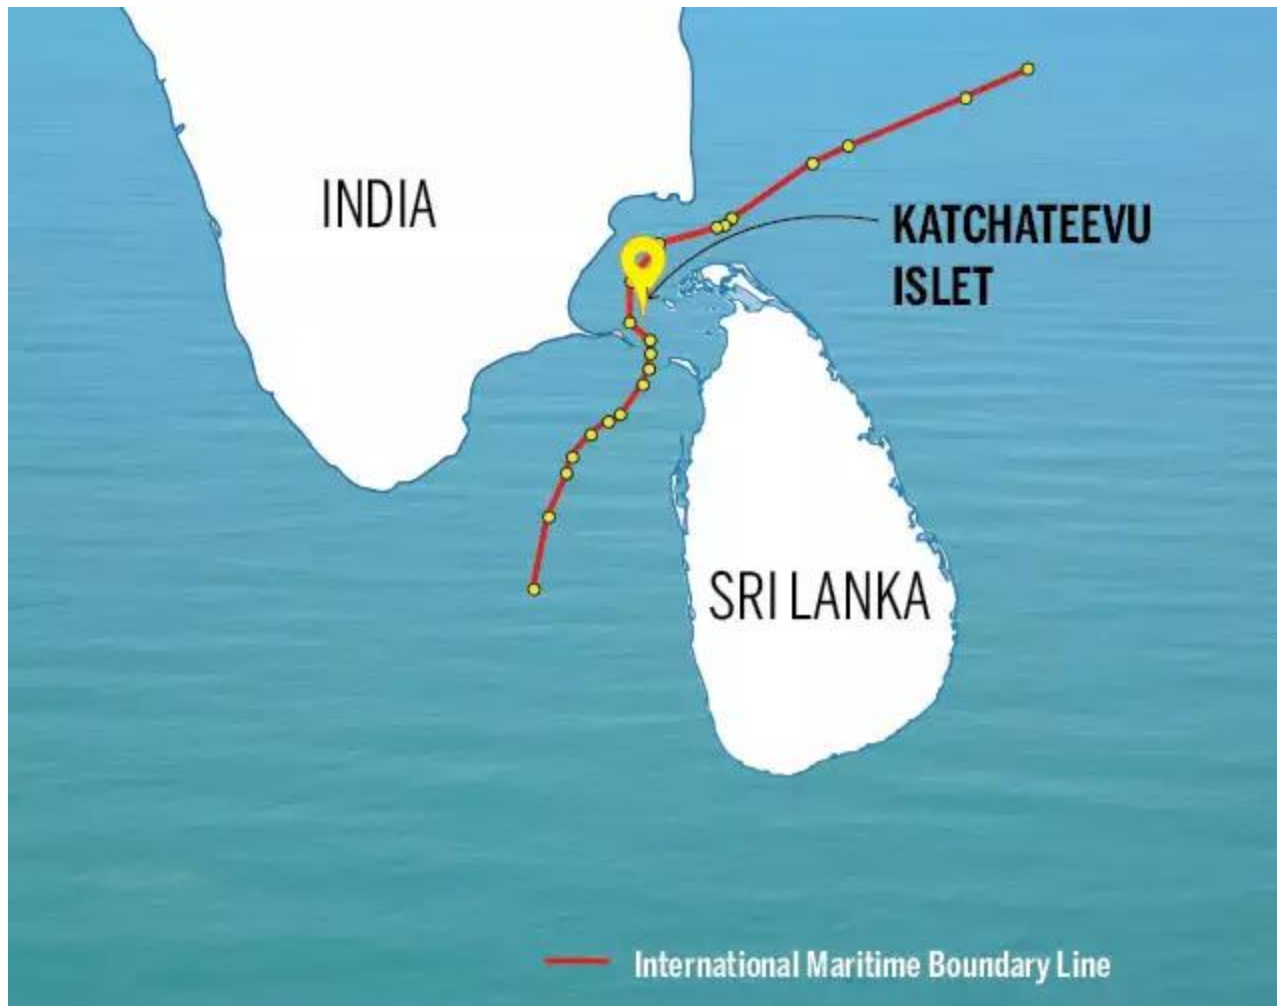 INDIA
KATCHATEEVU
ISLET
SRI LANKA
International Maritime Boundary Line